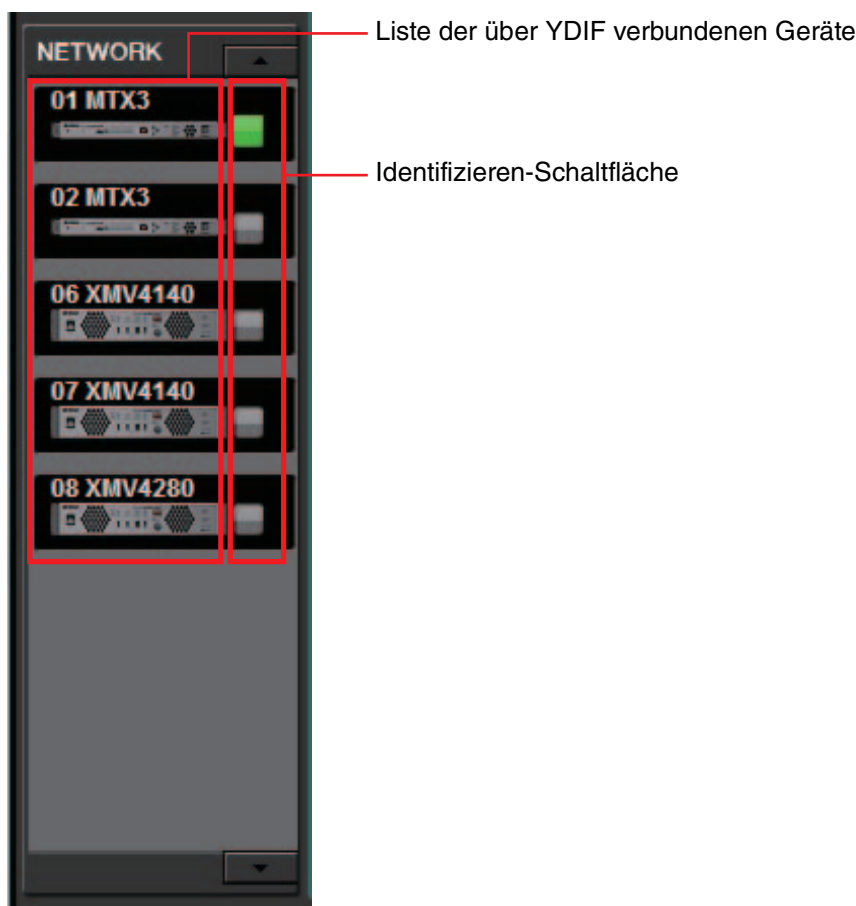 Liste der über YDIF verbundenen Geräte
NETWORK
01 MTX3
Identifizieren-Schaltfläche
02 MTX3
06 XMV4140
07 XMV4140
08 XMV4280